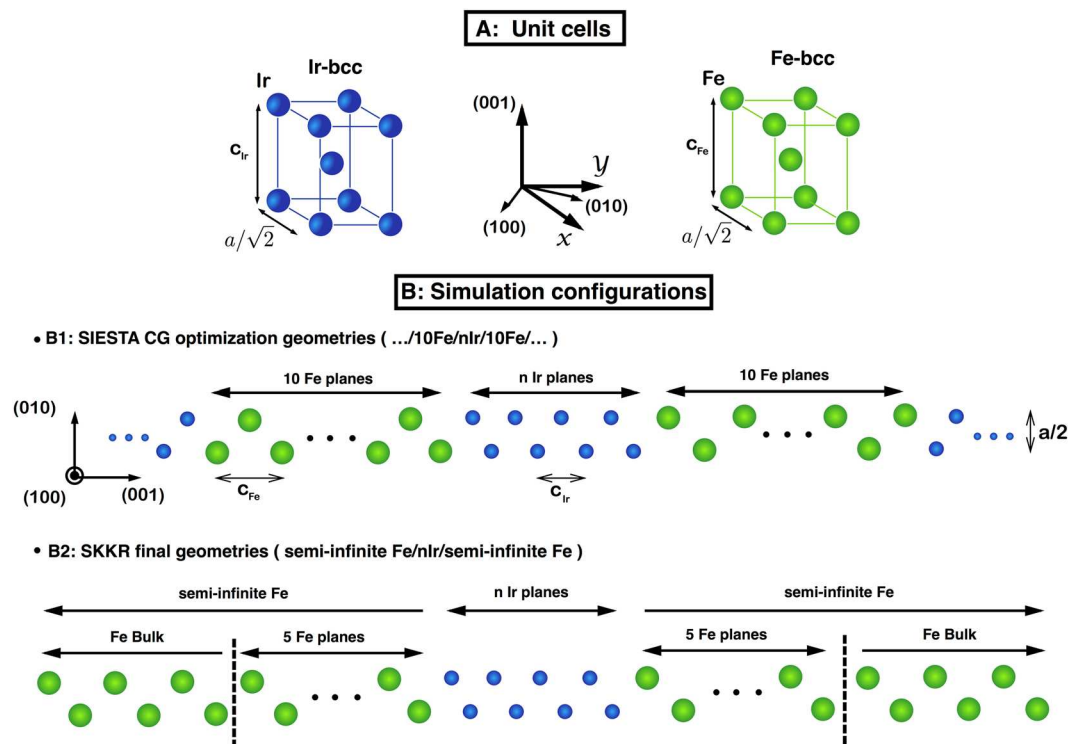 A: Unit cells
Ir
Ir-bcc
c_Ir
a/√2
(001)
y
(010)
(100)
x
Fe
Fe-bcc
c_Fe
a/√2
B: Simulation configurations
• B1: SIESTA CG optimization geometries ( .../10Fe/nIr/10Fe/... )
10 Fe planes
n Ir planes
10 Fe planes
(010)
(100)
(001)
c_Fe
c_Ir
a/2
• B2: SKKR final geometries ( semi-infinite Fe/nIr/semi-infinite Fe )
semi-infinite Fe
n Ir planes
semi-infinite Fe
Fe Bulk
5 Fe planes
5 Fe planes
Fe Bulk